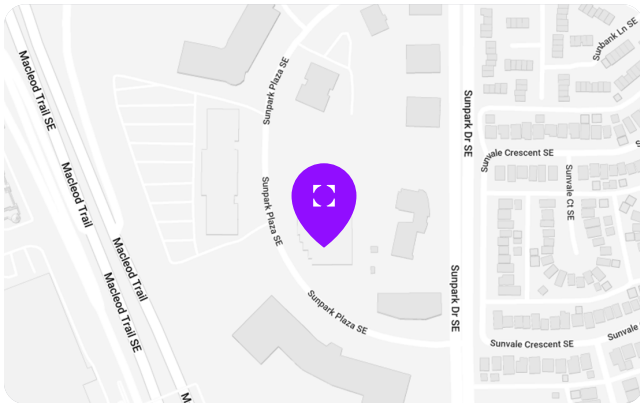 Sunbank Ln SE
Sunpark Plaza SE
Macleod Trail SE
Sunpark Dr SE
Sunvale Crescent SE
Macleod Trail
Sunvale Ct SE
Sunpark Plaza SE
Macleod Trail
Macleod Trail SE
Sunpark Dr SE
Sunpark Plaza SE
Sunvale Crescent SE
Sunvale
M